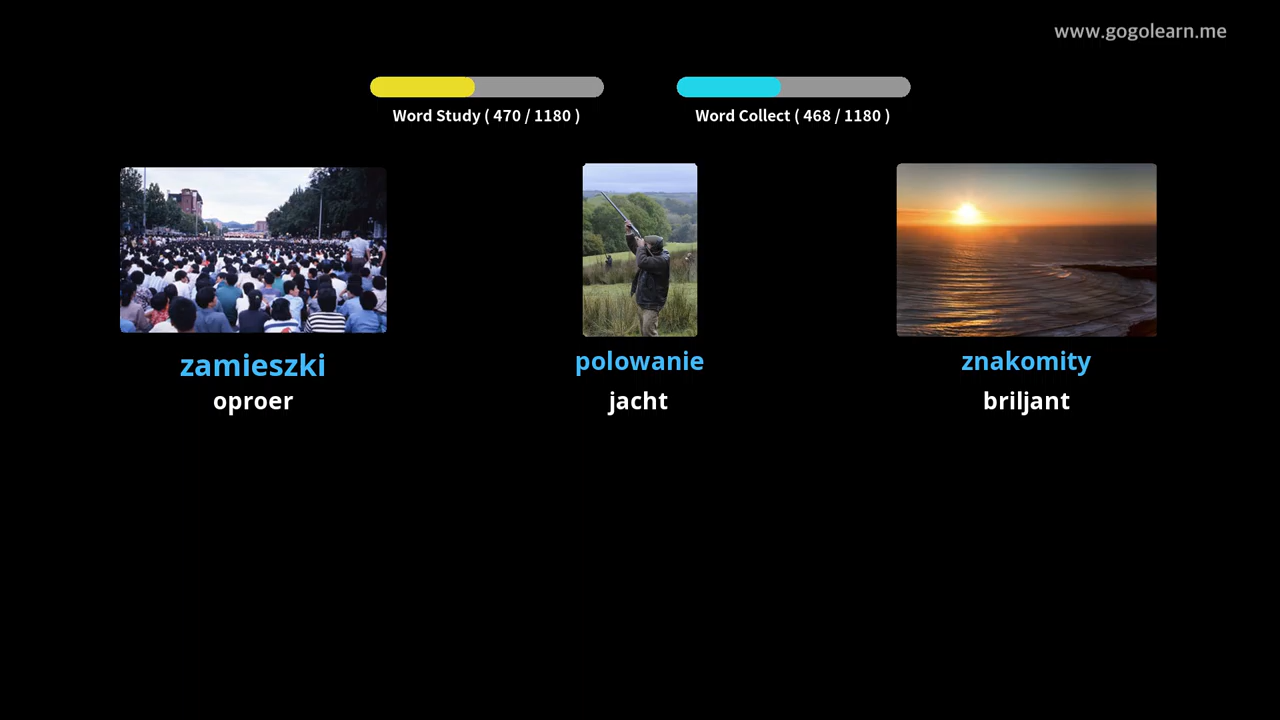 www.gogolearn.me
Word Study ( 470 / 1180 )
Word Collect ( 468 / 1180 )
zamieszki
oproer
polowanie
jacht
znakomity
briljant